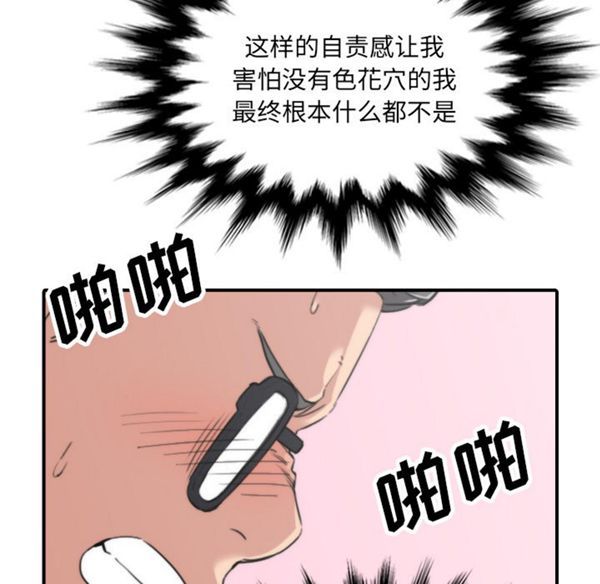 这样的自责感让我
害怕没有色花穴的我
最终根本什么都不是
啪啪
啪啪